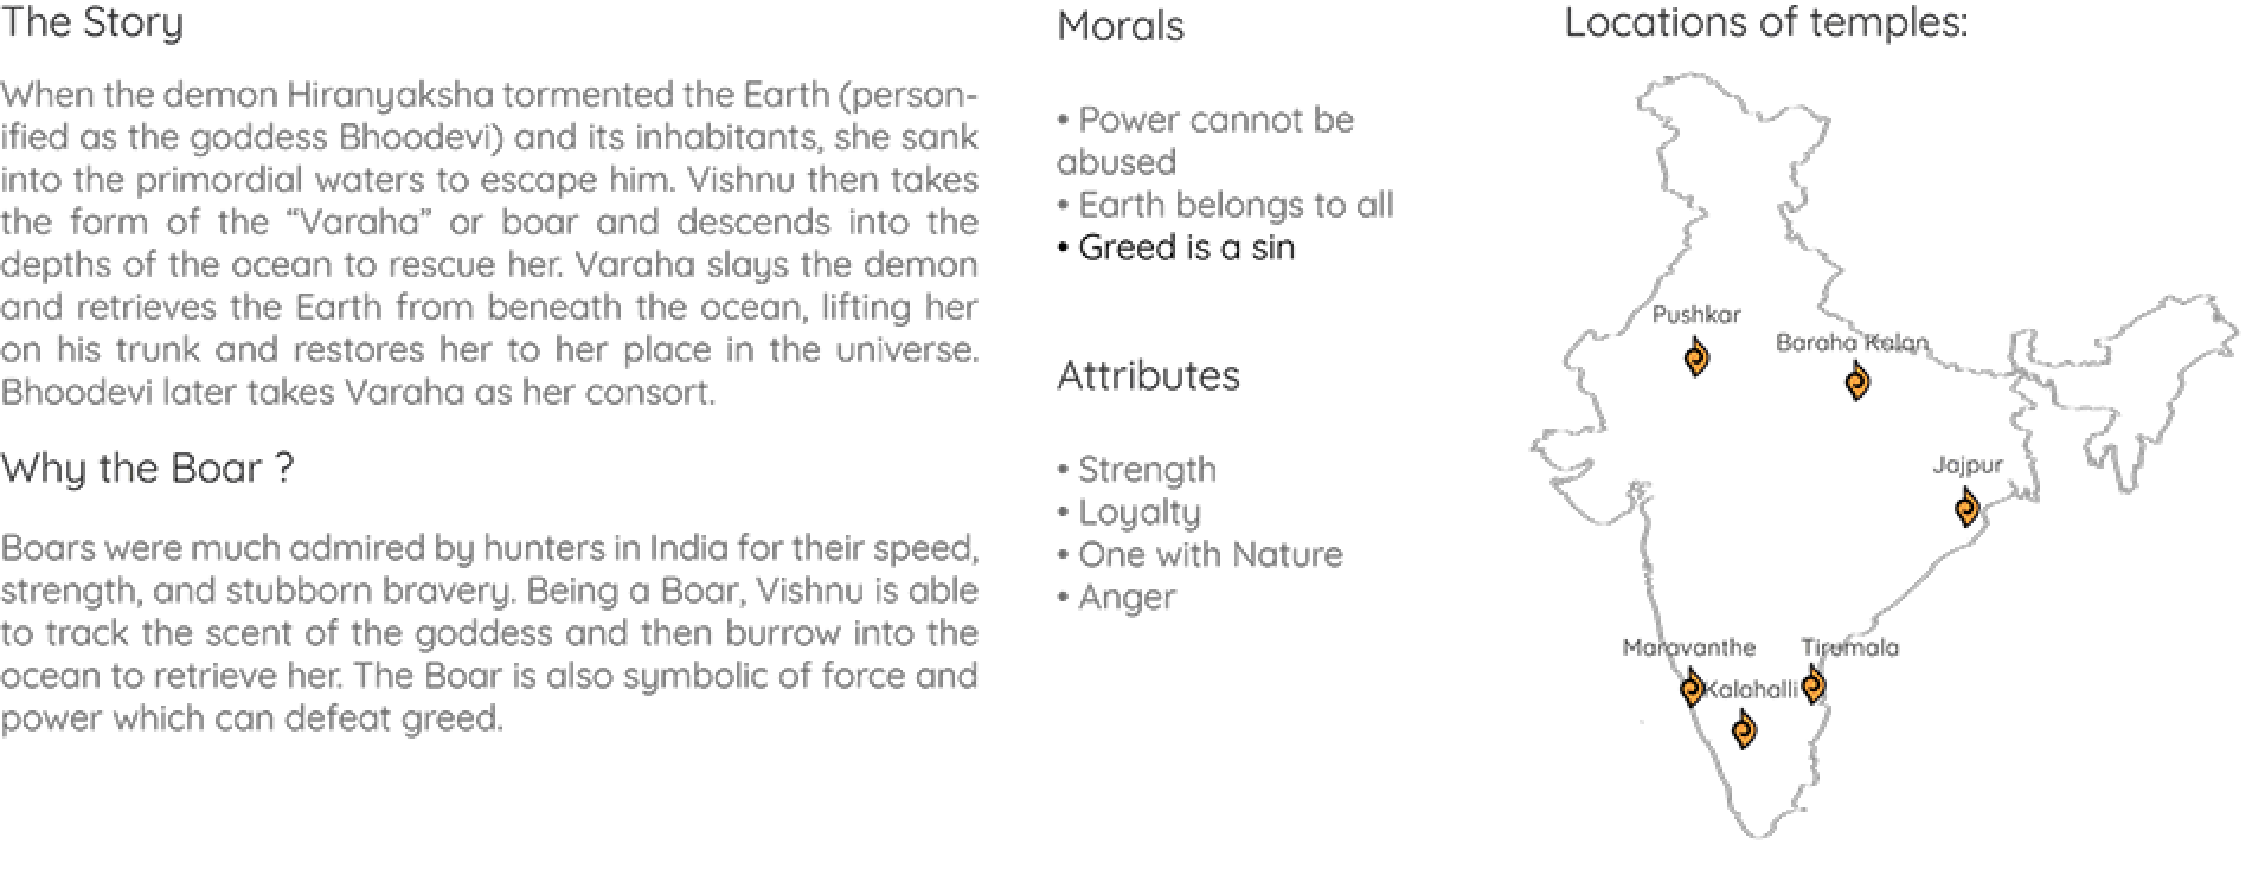 The Story
When the demon Hiranyaksha tormented the Earth (person-
ified as the goddess Bhoodevi) and its inhabitants, she sank
into the primordial waters to escape him. Vishnu then takes
the form of the “Varaha” or boar and descends into the
depths of the ocean to rescue her. Varaha slays the demon
and retrieves the Earth from beneath the ocean, lifting her
on his trunk and restores her to her place in the universe.
Bhoodevi later takes Varaha as her consort.
Why the Boar ?
Boars were much admired by hunters in India for their speed,
strength, and stubborn bravery. Being a Boar, Vishnu is able
to track the scent of the goddess and then burrow into the
ocean to retrieve her. The Boar is also symbolic of force and
power which can defeat greed.
Morals
• Power cannot be
abused
• Earth belongs to all
• Greed is a sin
Attributes
• Strength
• Loyalty
• One with Nature
• Anger
Locations of temples:
Pushkar
Baraha Kalan
Jajpur
Maravanthe
Tirumala
Kalahalli